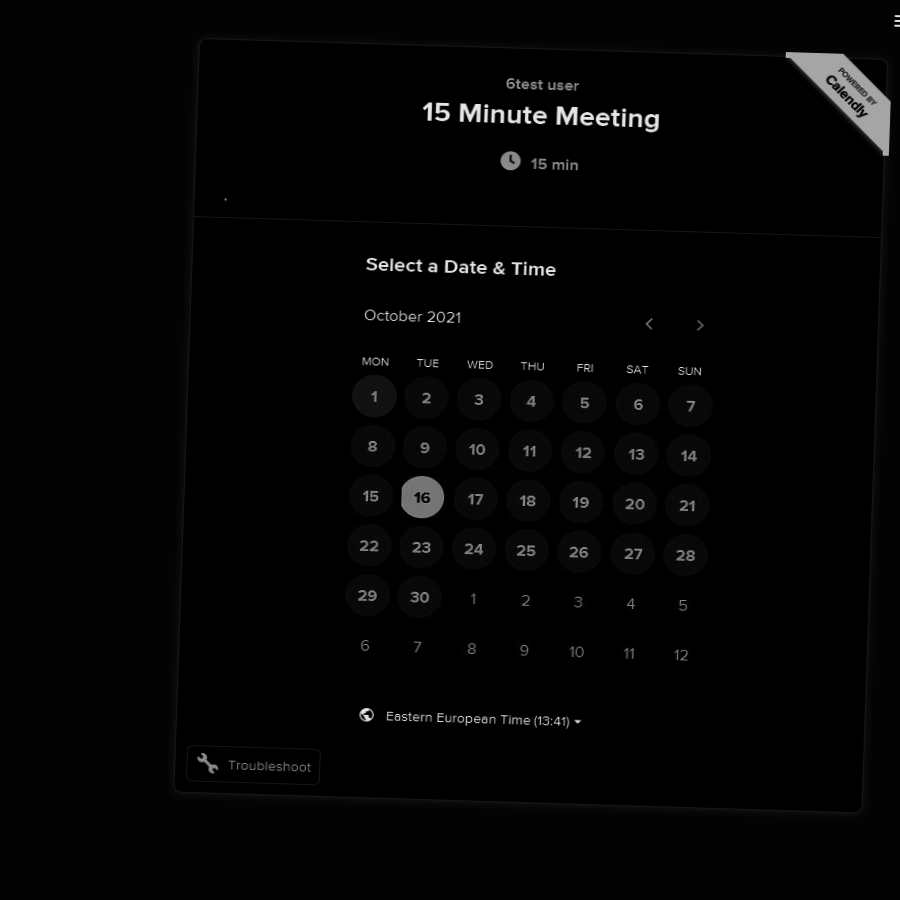 6test user
15 Minute Meeting
15 min
POWERED BY
Calendly
Select a Date & Time
October 2021
MON TUE WED THU FRI SAT SUN
1 2 3 4 5 6 7
8 9 10 11 12 13 14
15 16 17 18 19 20 21
22 23 24 25 26 27 28
29 30 1 2 3 4 5
6 7 8 9 10 11 12
Eastern European Time (13:41)
Troubleshoot